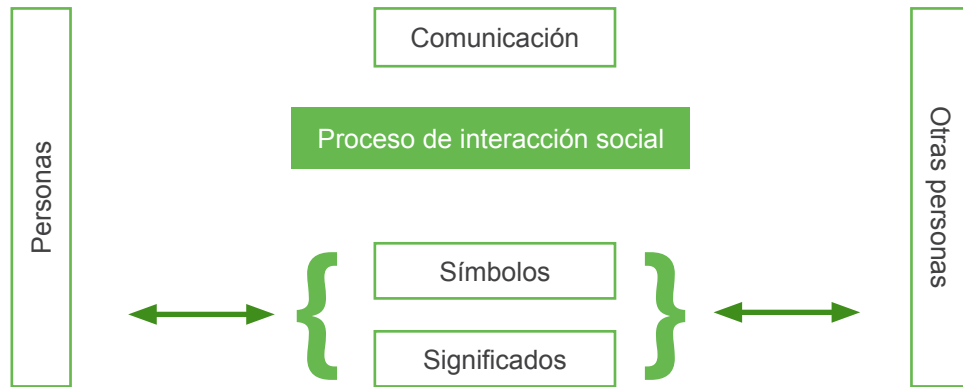 Comunicación
Proceso de interacción social
Personas
Otras personas
Símbolos
Significados